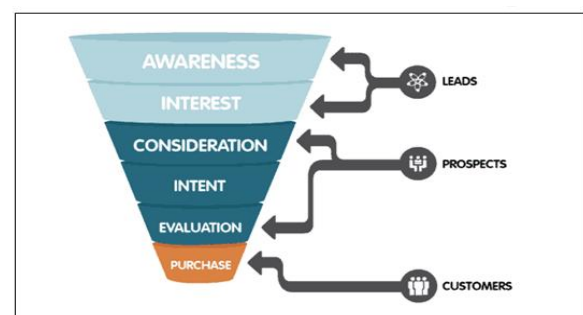 AWARENESS
LEADS
INTEREST
CONSIDERATION
PROSPECTS
INTENT
EVALUATION
PURCHASE
CUSTOMERS